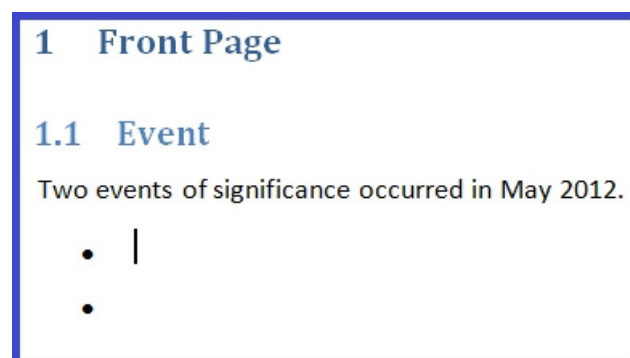 1 Front Page
1.1 Event
Two events of significance occurred in May 2012.
•
•